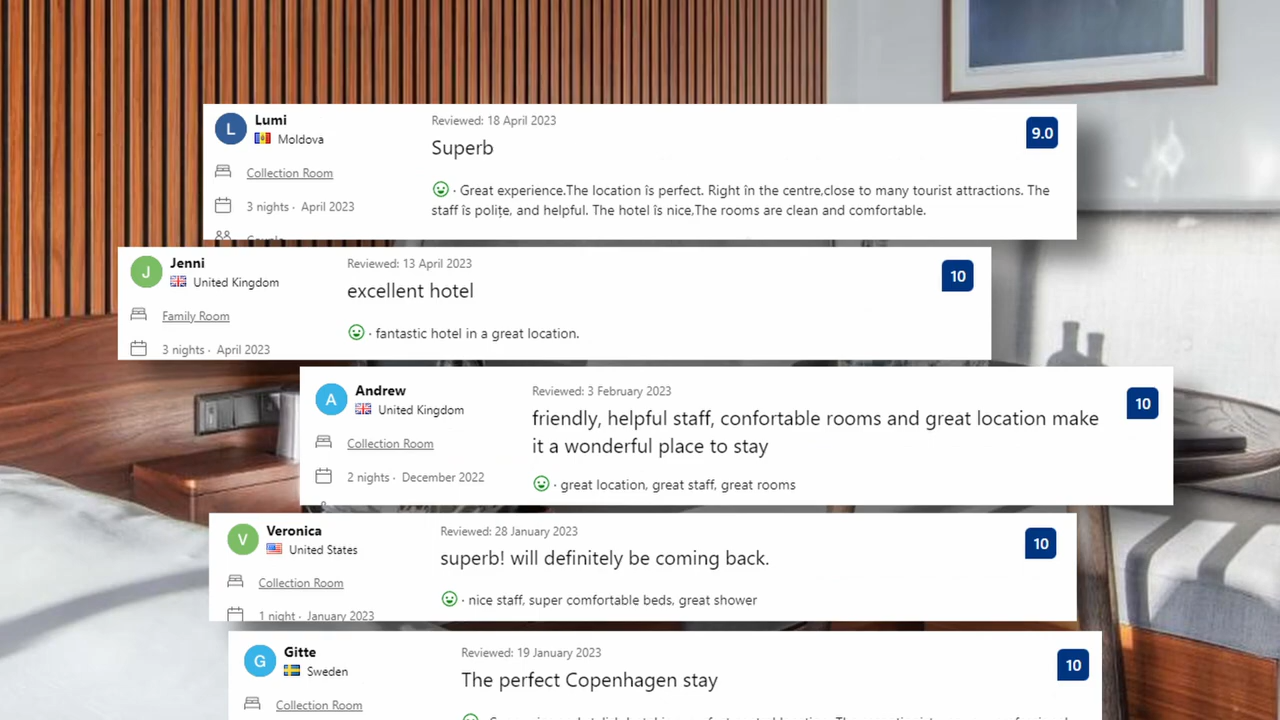 L
Lumi
Moldova
Collection Room
3 nights · April 2023
Reviewed: 18 April 2023
Superb
9.0
· Great experience.The location îs perfect. Right în the centre,close to many tourist attractions. The
staff îs polițe, and helpful. The hotel îs nice,The rooms are clean and comfortable.
J
Jenni
United Kingdom
Family Room
3 nights · April 2023
Reviewed: 13 April 2023
excellent hotel
10
· fantastic hotel in a great location.
A
Andrew
United Kingdom
Collection Room
2 nights · December 2022
Reviewed: 3 February 2023
friendly, helpful staff, confortable rooms and great location make
it a wonderful place to stay
10
· great location, great staff, great rooms
V
Veronica
United States
Collection Room
1 night · January 2023
Reviewed: 28 January 2023
superb! will definitely be coming back.
10
· nice staff, super comfortable beds, great shower
G
Gitte
Sweden
Collection Room
Reviewed: 19 January 2023
The perfect Copenhagen stay
10